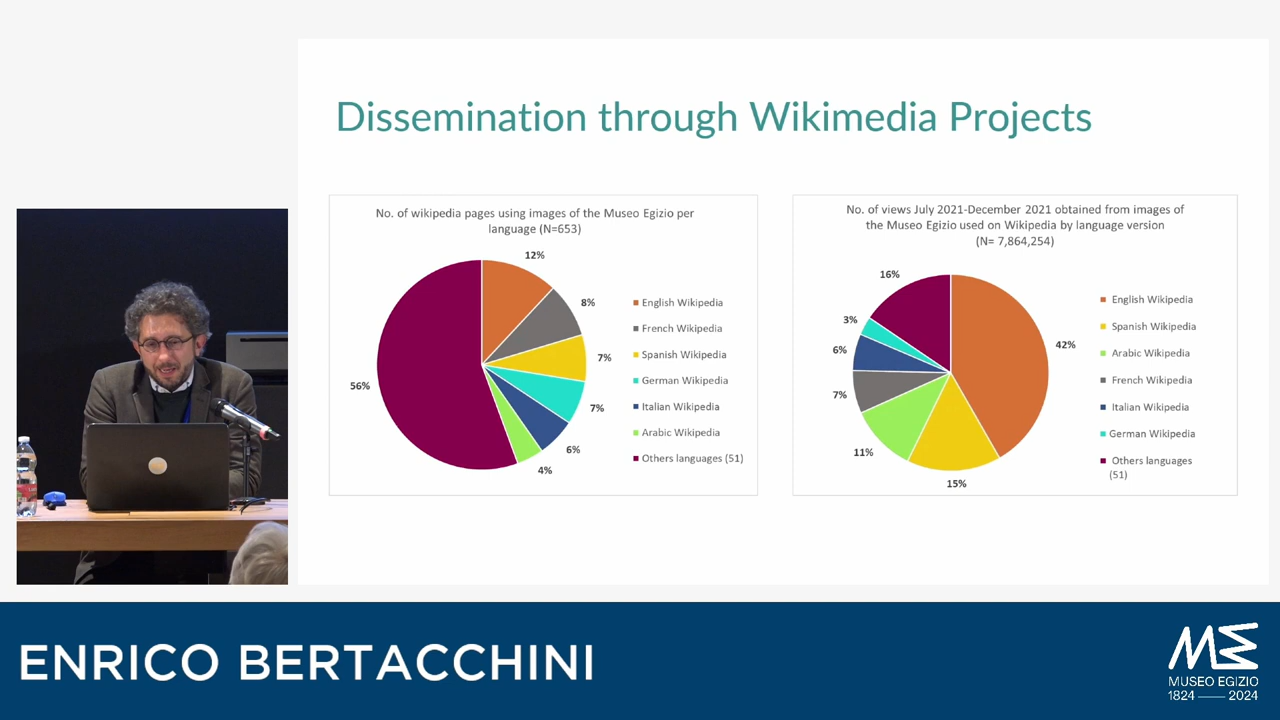 Dissemination through Wikimedia Projects
No. of wikipedia pages using images of the Museo Egizio per
language (N=653)
12%
8%
7%
7%
6%
4%
56%
English Wikipedia
French Wikipedia
Spanish Wikipedia
German Wikipedia
Italian Wikipedia
Arabic Wikipedia
Others languages (51)
No. of views July 2021-December 2021 obtained from images of
the Museo Egizio used on Wikipedia by language version
(N= 7,864,254)
42%
15%
11%
7%
6%
3%
16%
English Wikipedia
Spanish Wikipedia
Arabic Wikipedia
French Wikipedia
Italian Wikipedia
German Wikipedia
Others languages
(51)
ENRICO BERTACCHINI
ME
MUSEO EGIZIO
1824 — 2024